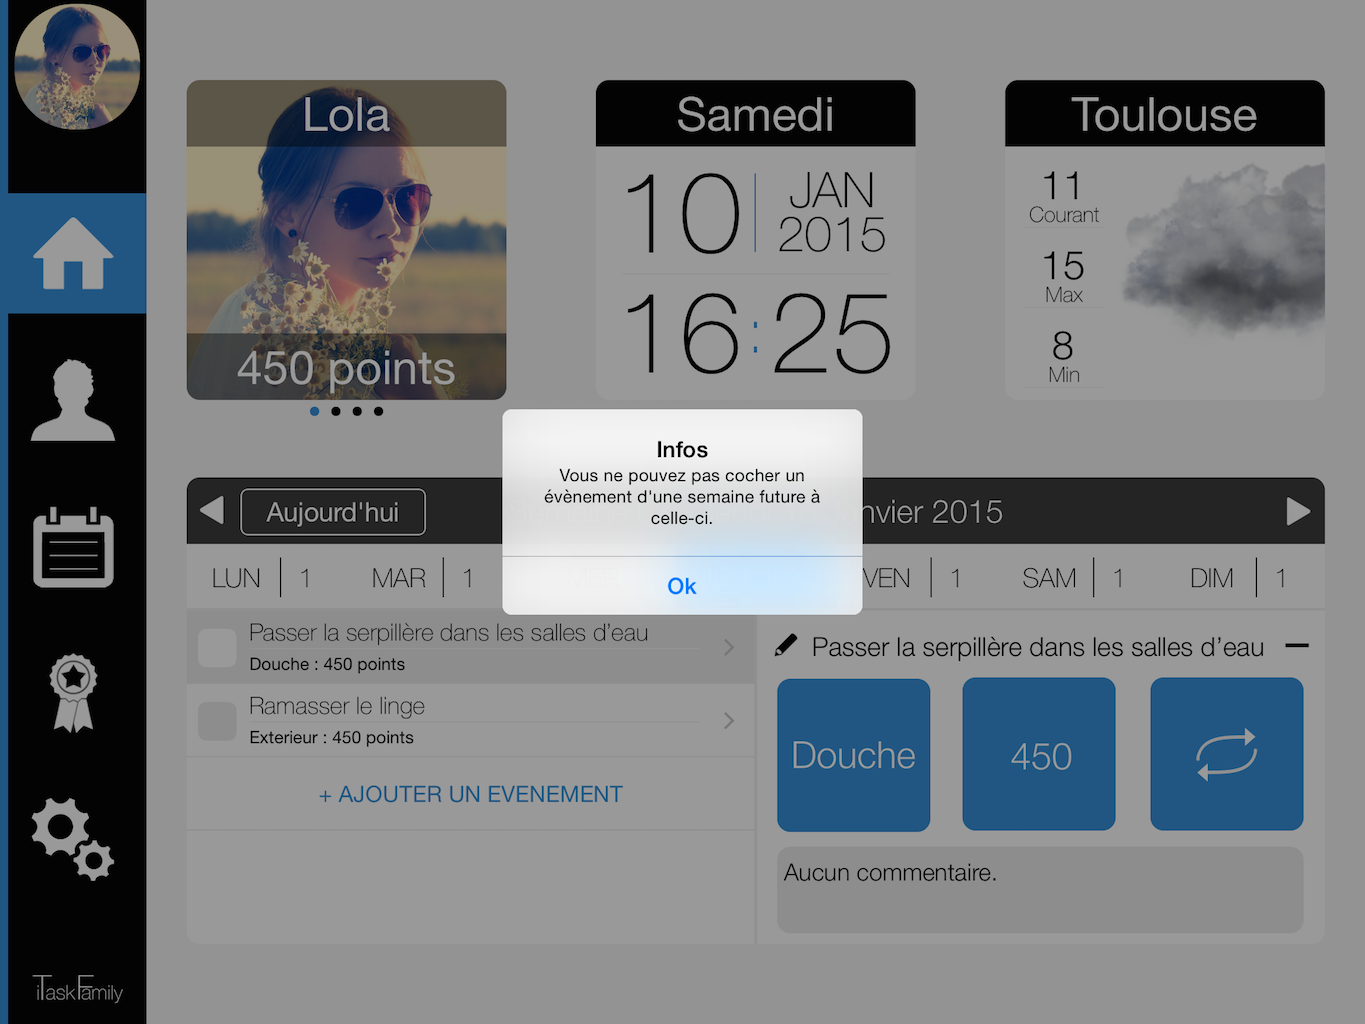 Lola
450 points
Samedi
10
JAN
2015
16:25
Toulouse
11
Courant
15
Max
8
Min
Infos
Vous ne pouvez pas cocher un
évènement d'une semaine future à
celle-ci.
Ok
Aujourd'hui
nvier 2015
LUN 1
MAR 1
VEN 1
SAM 1
DIM 1
Passer la serpillère dans les salles d’eau
Douche : 450 points
Ramasser le linge
Exterieur : 450 points
+ AJOUTER UN EVENEMENT
Passer la serpillère dans les salles d’eau
Douche
450
Aucun commentaire.
iTaskFamily